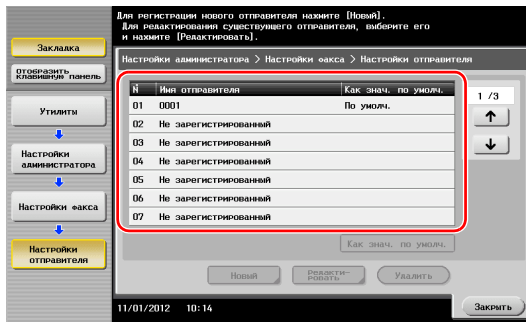 Для регистрации нового отправителя нажмите [Новый].
Для редактирования существующего отправителя, выберите его
и нажмите [Редактировать].
Закладка
Отобразить
клавишную панель
Утилиты
Настройки
администратора
Настройки факса
Настройки
отправителя
Настройки администратора > Настройки факса > Настройки отправителя
№ Имя отправителя Как знач. по умолч.
01 0001 По умолч.
02 Не зарегистрированный
03 Не зарегистрированный
04 Не зарегистрированный
05 Не зарегистрированный
06 Не зарегистрированный
07 Не зарегистрированный
1 /3
Как знач. по умолч.
Новый
Редакти-
ровать
Удалить
11/01/2012 10:14
Закрыть